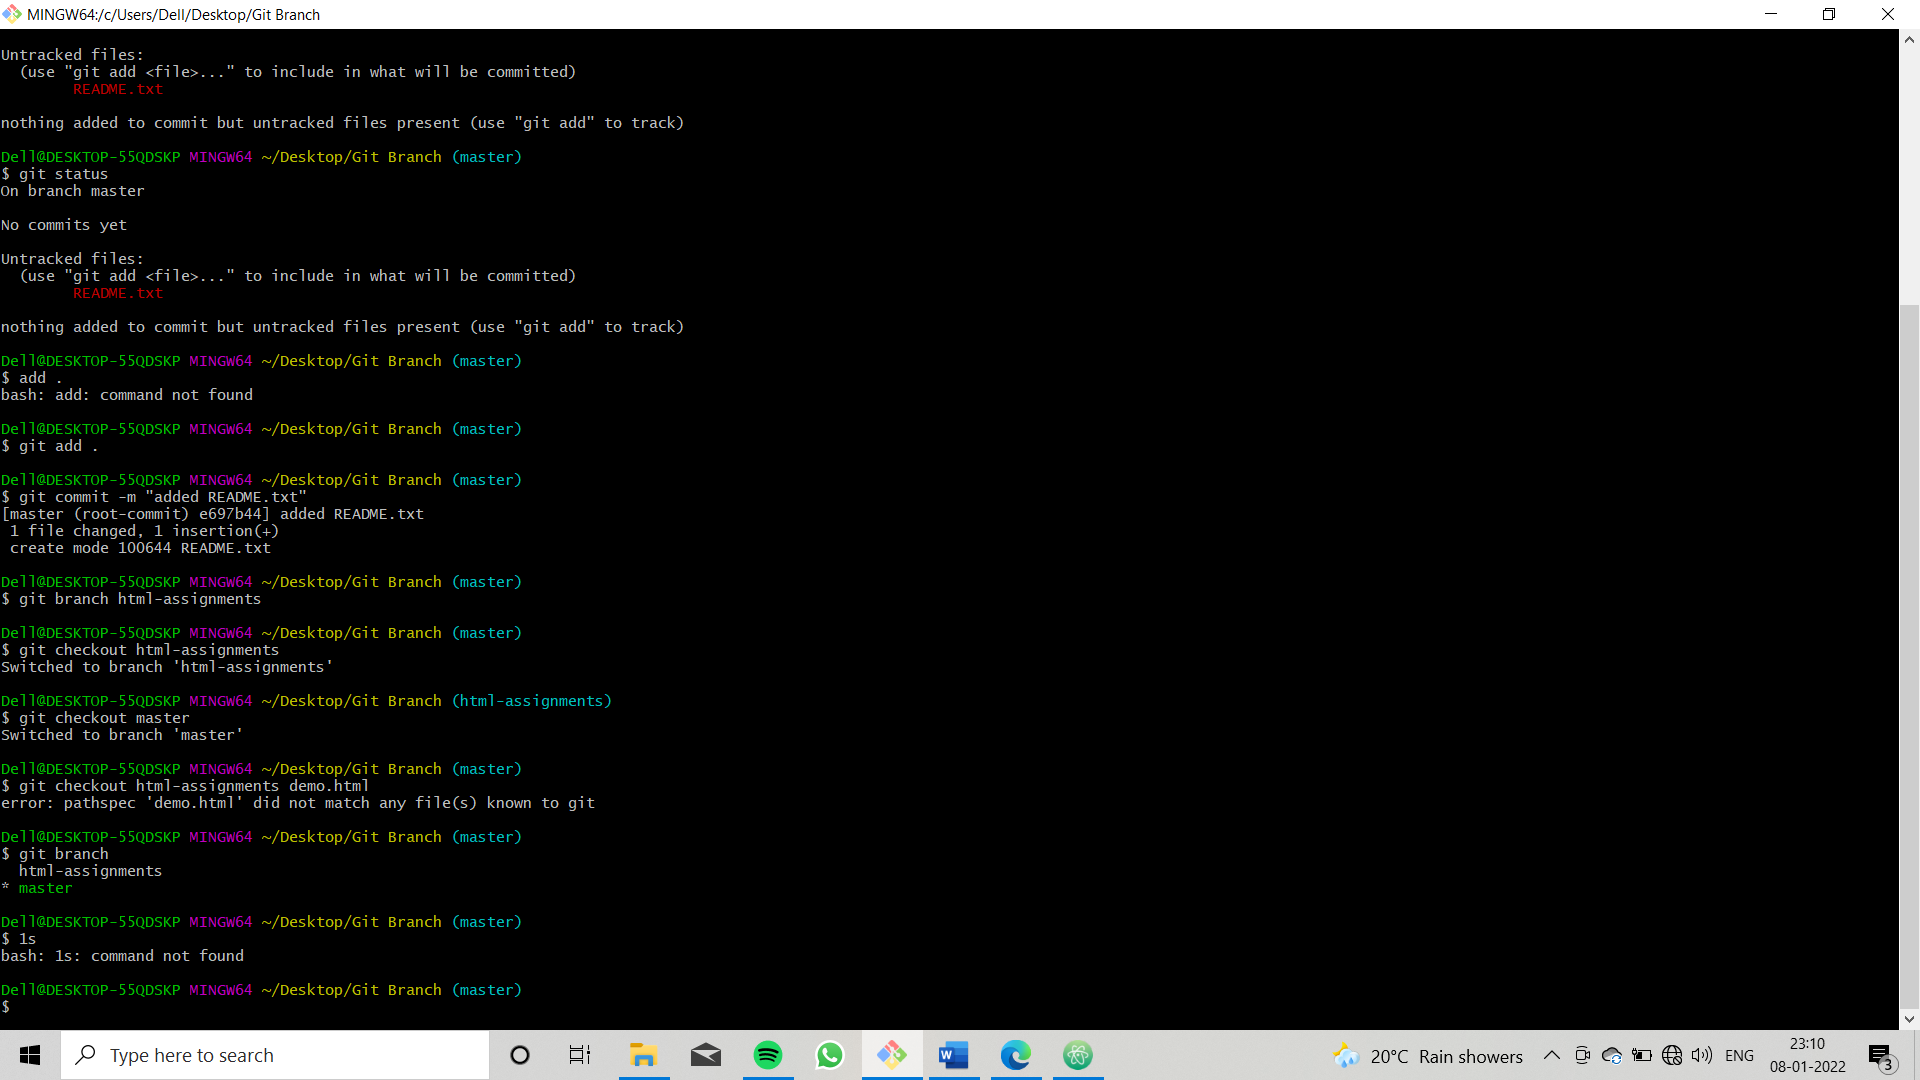 MINGW64:/c/Users/Dell/Desktop/Git Branch
Untracked files:
  (use "git add <file>..." to include in what will be committed)
        README.txt
nothing added to commit but untracked files present (use "git add" to track)
Dell@DESKTOP-55QDSKP MINGW64 ~/Desktop/Git Branch (master)
$ git status
On branch master
No commits yet
Untracked files:
  (use "git add <file>..." to include in what will be committed)
        README.txt
nothing added to commit but untracked files present (use "git add" to track)
Dell@DESKTOP-55QDSKP MINGW64 ~/Desktop/Git Branch (master)
$ add .
bash: add: command not found
Dell@DESKTOP-55QDSKP MINGW64 ~/Desktop/Git Branch (master)
$ git add .
Dell@DESKTOP-55QDSKP MINGW64 ~/Desktop/Git Branch (master)
$ git commit -m "added README.txt"
[master (root-commit) e697b44] added README.txt
 1 file changed, 1 insertion(+)
 create mode 100644 README.txt
Dell@DESKTOP-55QDSKP MINGW64 ~/Desktop/Git Branch (master)
$ git branch html-assignments
Dell@DESKTOP-55QDSKP MINGW64 ~/Desktop/Git Branch (master)
$ git checkout html-assignments
Switched to branch 'html-assignments'
Dell@DESKTOP-55QDSKP MINGW64 ~/Desktop/Git Branch (html-assignments)
$ git checkout master
Switched to branch 'master'
Dell@DESKTOP-55QDSKP MINGW64 ~/Desktop/Git Branch (master)
$ git checkout html-assignments demo.html
error: pathspec 'demo.html' did not match any file(s) known to git
Dell@DESKTOP-55QDSKP MINGW64 ~/Desktop/Git Branch (master)
$ git branch
  html-assignments
* master
Dell@DESKTOP-55QDSKP MINGW64 ~/Desktop/Git Branch (master)
$ 1s
bash: 1s: command not found
Dell@DESKTOP-55QDSKP MINGW64 ~/Desktop/Git Branch (master)
$
Type here to search
20°C Rain showers
ENG
23:10
08-01-2022
3